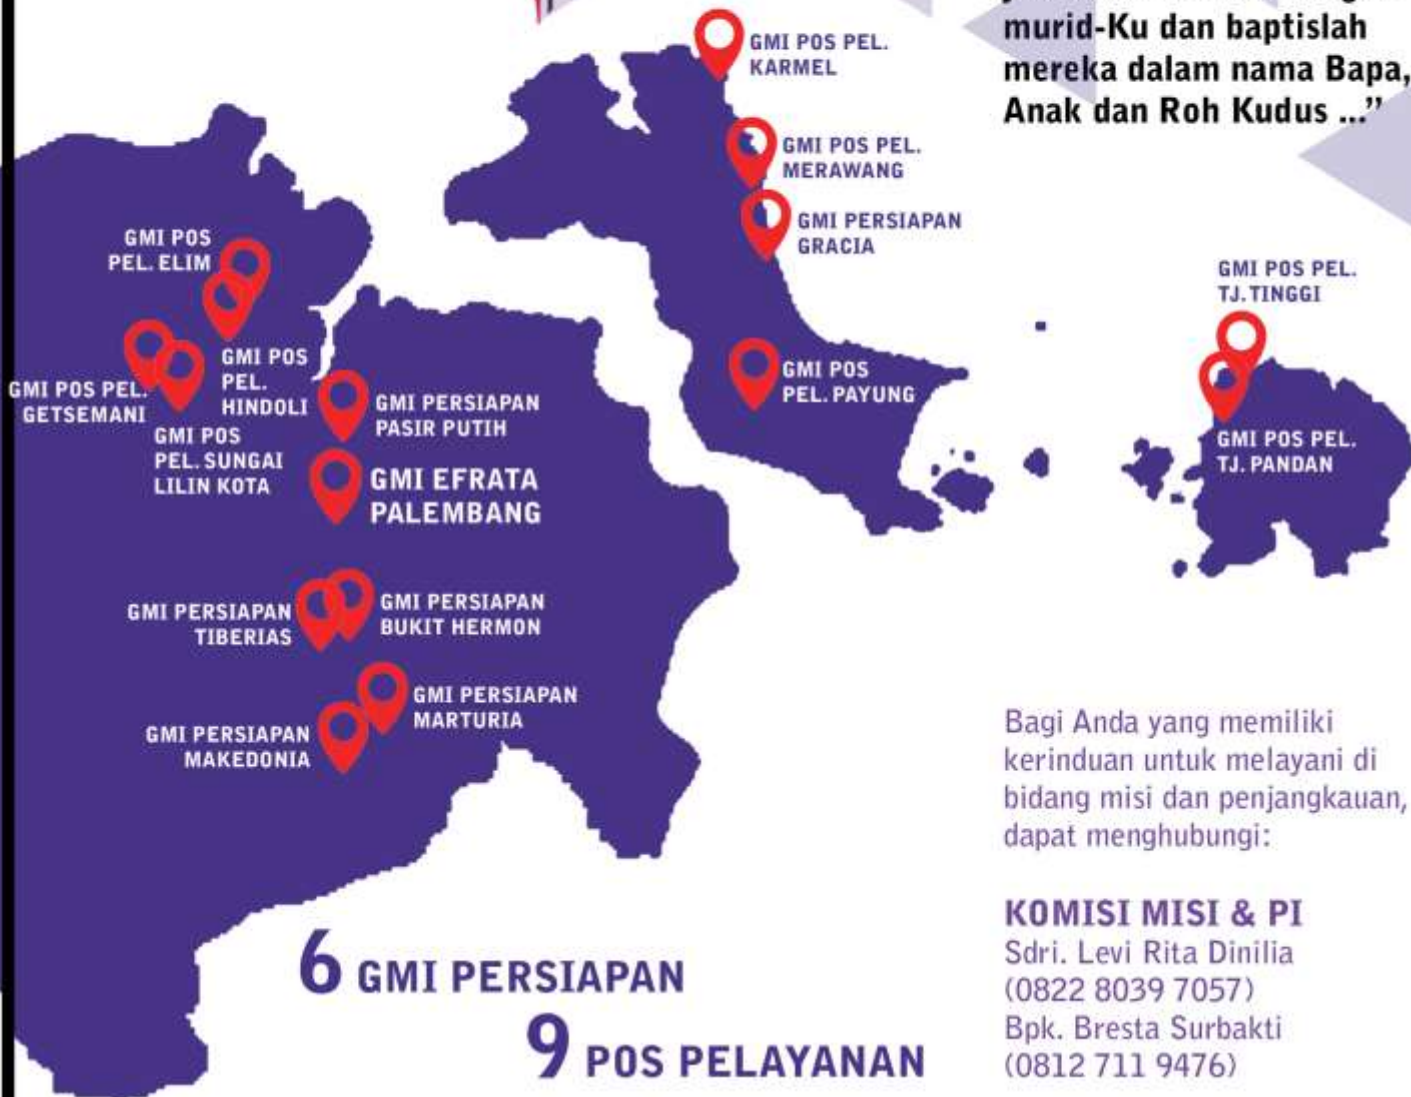 murid-Ku dan baptislah
mereka dalam nama Bapa,
Anak dan Roh Kudus ...”
GMI POS PEL.
KARMEL
GMI POS PEL.
MERAWANG
GMI PERSIAPAN
GRACIA
GMI POS
PEL. PAYUNG
GMI POS PEL.
TJ. TINGGI
GMI POS PEL.
TJ. PANDAN
GMI POS
PEL. ELIM
GMI POS
PEL.
HINDOLI
GMI POS PEL.
GETSEMANI
GMI POS
PEL. SUNGAI
LILIN KOTA
GMI PERSIAPAN
PASIR PUTIH
GMI EFRATA
PALEMBANG
GMI PERSIAPAN
TIBERIAS
GMI PERSIAPAN
BUKIT HERMON
GMI PERSIAPAN
MARTURIA
GMI PERSIAPAN
MAKEDONIA
6 GMI PERSIAPAN
9 POS PELAYANAN
Bagi Anda yang memiliki
kerinduan untuk melayani di
bidang misi dan penjangkauan,
dapat menghubungi:
KOMISI MISI & PI
Sdri. Levi Rita Dinilia
(0822 8039 7057)
Bpk. Bresta Surbakti
(0812 711 9476)